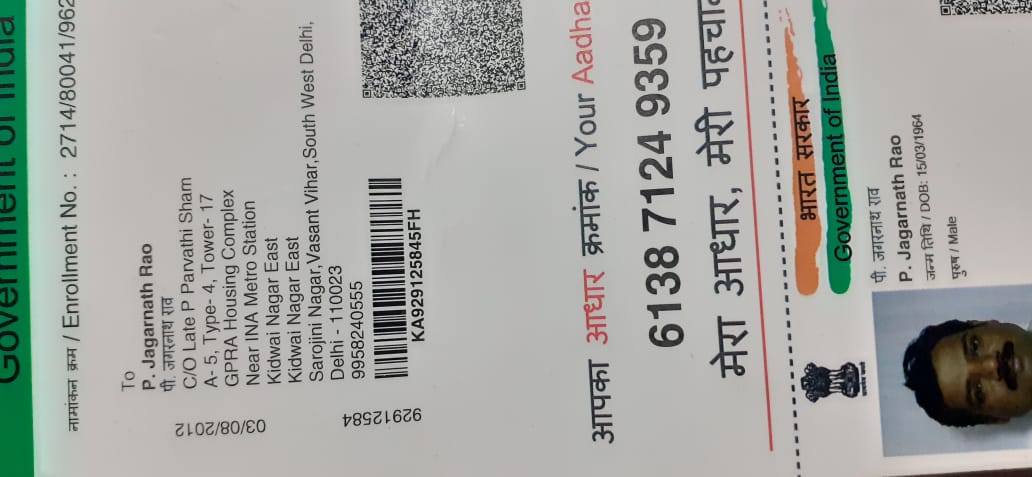 Government of India
नामांकन क्रम / Enrollment No. : 2714/80041/962
To
P. Jagarnath Rao
पी. जगरनाथ राव
C/O Late P Parvathi Sham
A- 5, Type- 4, Tower- 17
GPRA Housing Complex
Near INA Metro Station
Kidwai Nagar East
Kidwai Nagar East
Sarojini Nagar,Vasant Vihar,South West Delhi,
Delhi - 110023
9958240555
03/08/2012
92912584
KA929125845FH
आपका आधार क्रमांक / Your Aadha
6138 7124 9359
मेरा आधार, मेरी पहचा
भारत सरकार
Government of India
पी. जगरनाथ राव
P. Jagarnath Rao
जन्म तिथि / DOB: 15/03/1964
पुरुष / Male